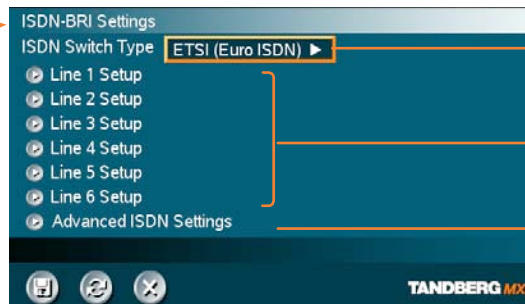 ISDN-BRI Settings
ISDN Switch Type ETSI (Euro ISDN)
Line 1 Setup
Line 2 Setup
Line 3 Setup
Line 4 Setup
Line 5 Setup
Line 6 Setup
Advanced ISDN Settings
TANDBERG MX